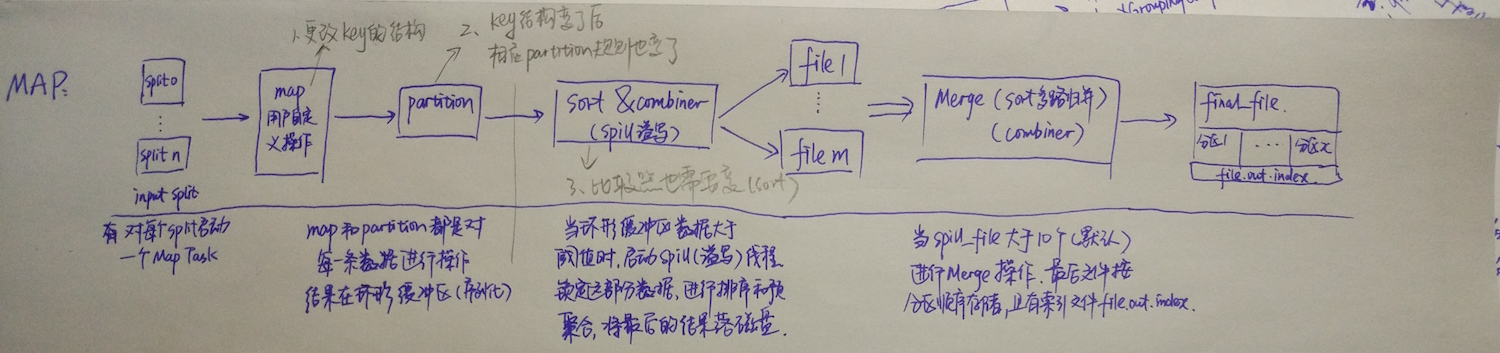 xGrouping
1.更改key的结构
2、key结构变了后
相应partition规则也变了
MAP:
split0
⋮
split n
input split
map
用户自定
义操作
partition
sort &combiner
(spill溢写)
3、比较器也需要变(sort)
file1
⋮
file m
Merge (sort多路归并)
(combiner)
final_file.
分区1 ... 分区x
file.out.index
有 对每个split启动
一个Map Task
map和partition都是对
每一条数据进行操作
结果在环形缓冲区(序列化)
当环形缓冲区数据大于
阈值时,启动spill(溢写)线程
锁定这部分数据,进行排序和预
聚合,将最后的结果落磁盘.
当spill_file大于10个(默认)
进行Merge操作.最后文件按
分区顺序存储,且有索引文件file.out.index.